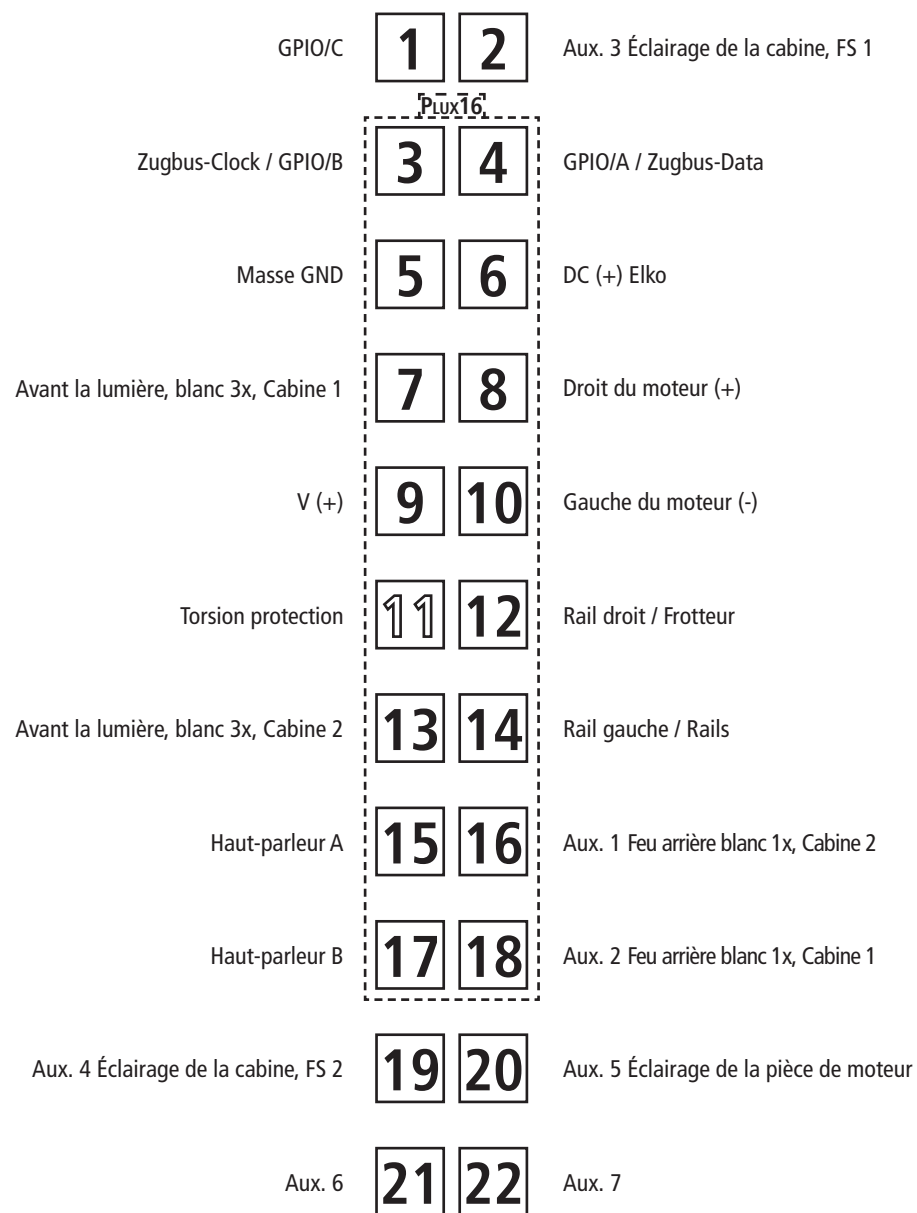 GPIO/C 1 2 Aux. 3 Éclairage de la cabine, FS 1
PLUX16
Zugbus-Clock / GPIO/B 3 4 GPIO/A / Zugbus-Data
Masse GND 5 6 DC (+) Elko
Avant la lumière, blanc 3x, Cabine 1 7 8 Droit du moteur (+)
V (+) 9 10 Gauche du moteur (-)
Torsion protection 11 12 Rail droit / Frotteur
Avant la lumière, blanc 3x, Cabine 2 13 14 Rail gauche / Rails
Haut-parleur A 15 16 Aux. 1 Feu arrière blanc 1x, Cabine 2
Haut-parleur B 17 18 Aux. 2 Feu arrière blanc 1x, Cabine 1
Aux. 4 Éclairage de la cabine, FS 2 19 20 Aux. 5 Éclairage de la pièce de moteur
Aux. 6 21 22 Aux. 7